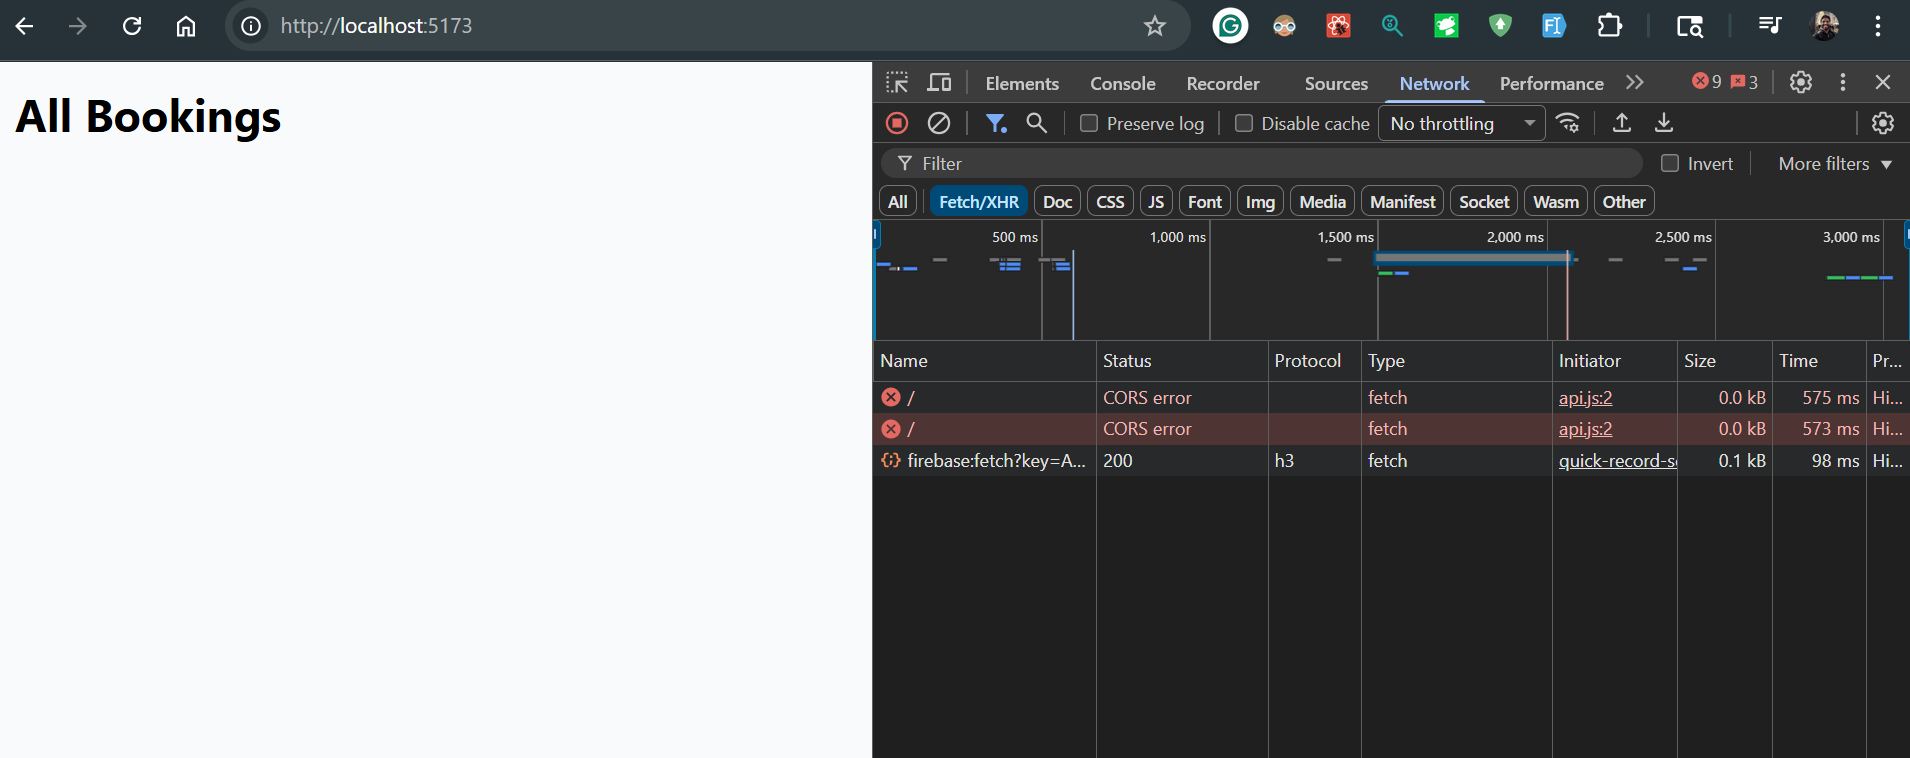 http://localhost:5173
All Bookings
Elements Console Recorder Sources Network Performance 9 3
Preserve log Disable cache No throttling
Filter Invert More filters
All Fetch/XHR Doc CSS JS Font Img Media Manifest Socket Wasm Other
500 ms 1,000 ms 1,500 ms 2,000 ms 2,500 ms 3,000 ms
Name Status Protocol Type Initiator Size Time Pr...
/ CORS error fetch api.js:2 0.0 kB 575 ms Hi...
/ CORS error fetch api.js:2 0.0 kB 573 ms Hi...
firebase:fetch?key=A... 200 h3 fetch quick-record-s 0.1 kB 98 ms Hi...